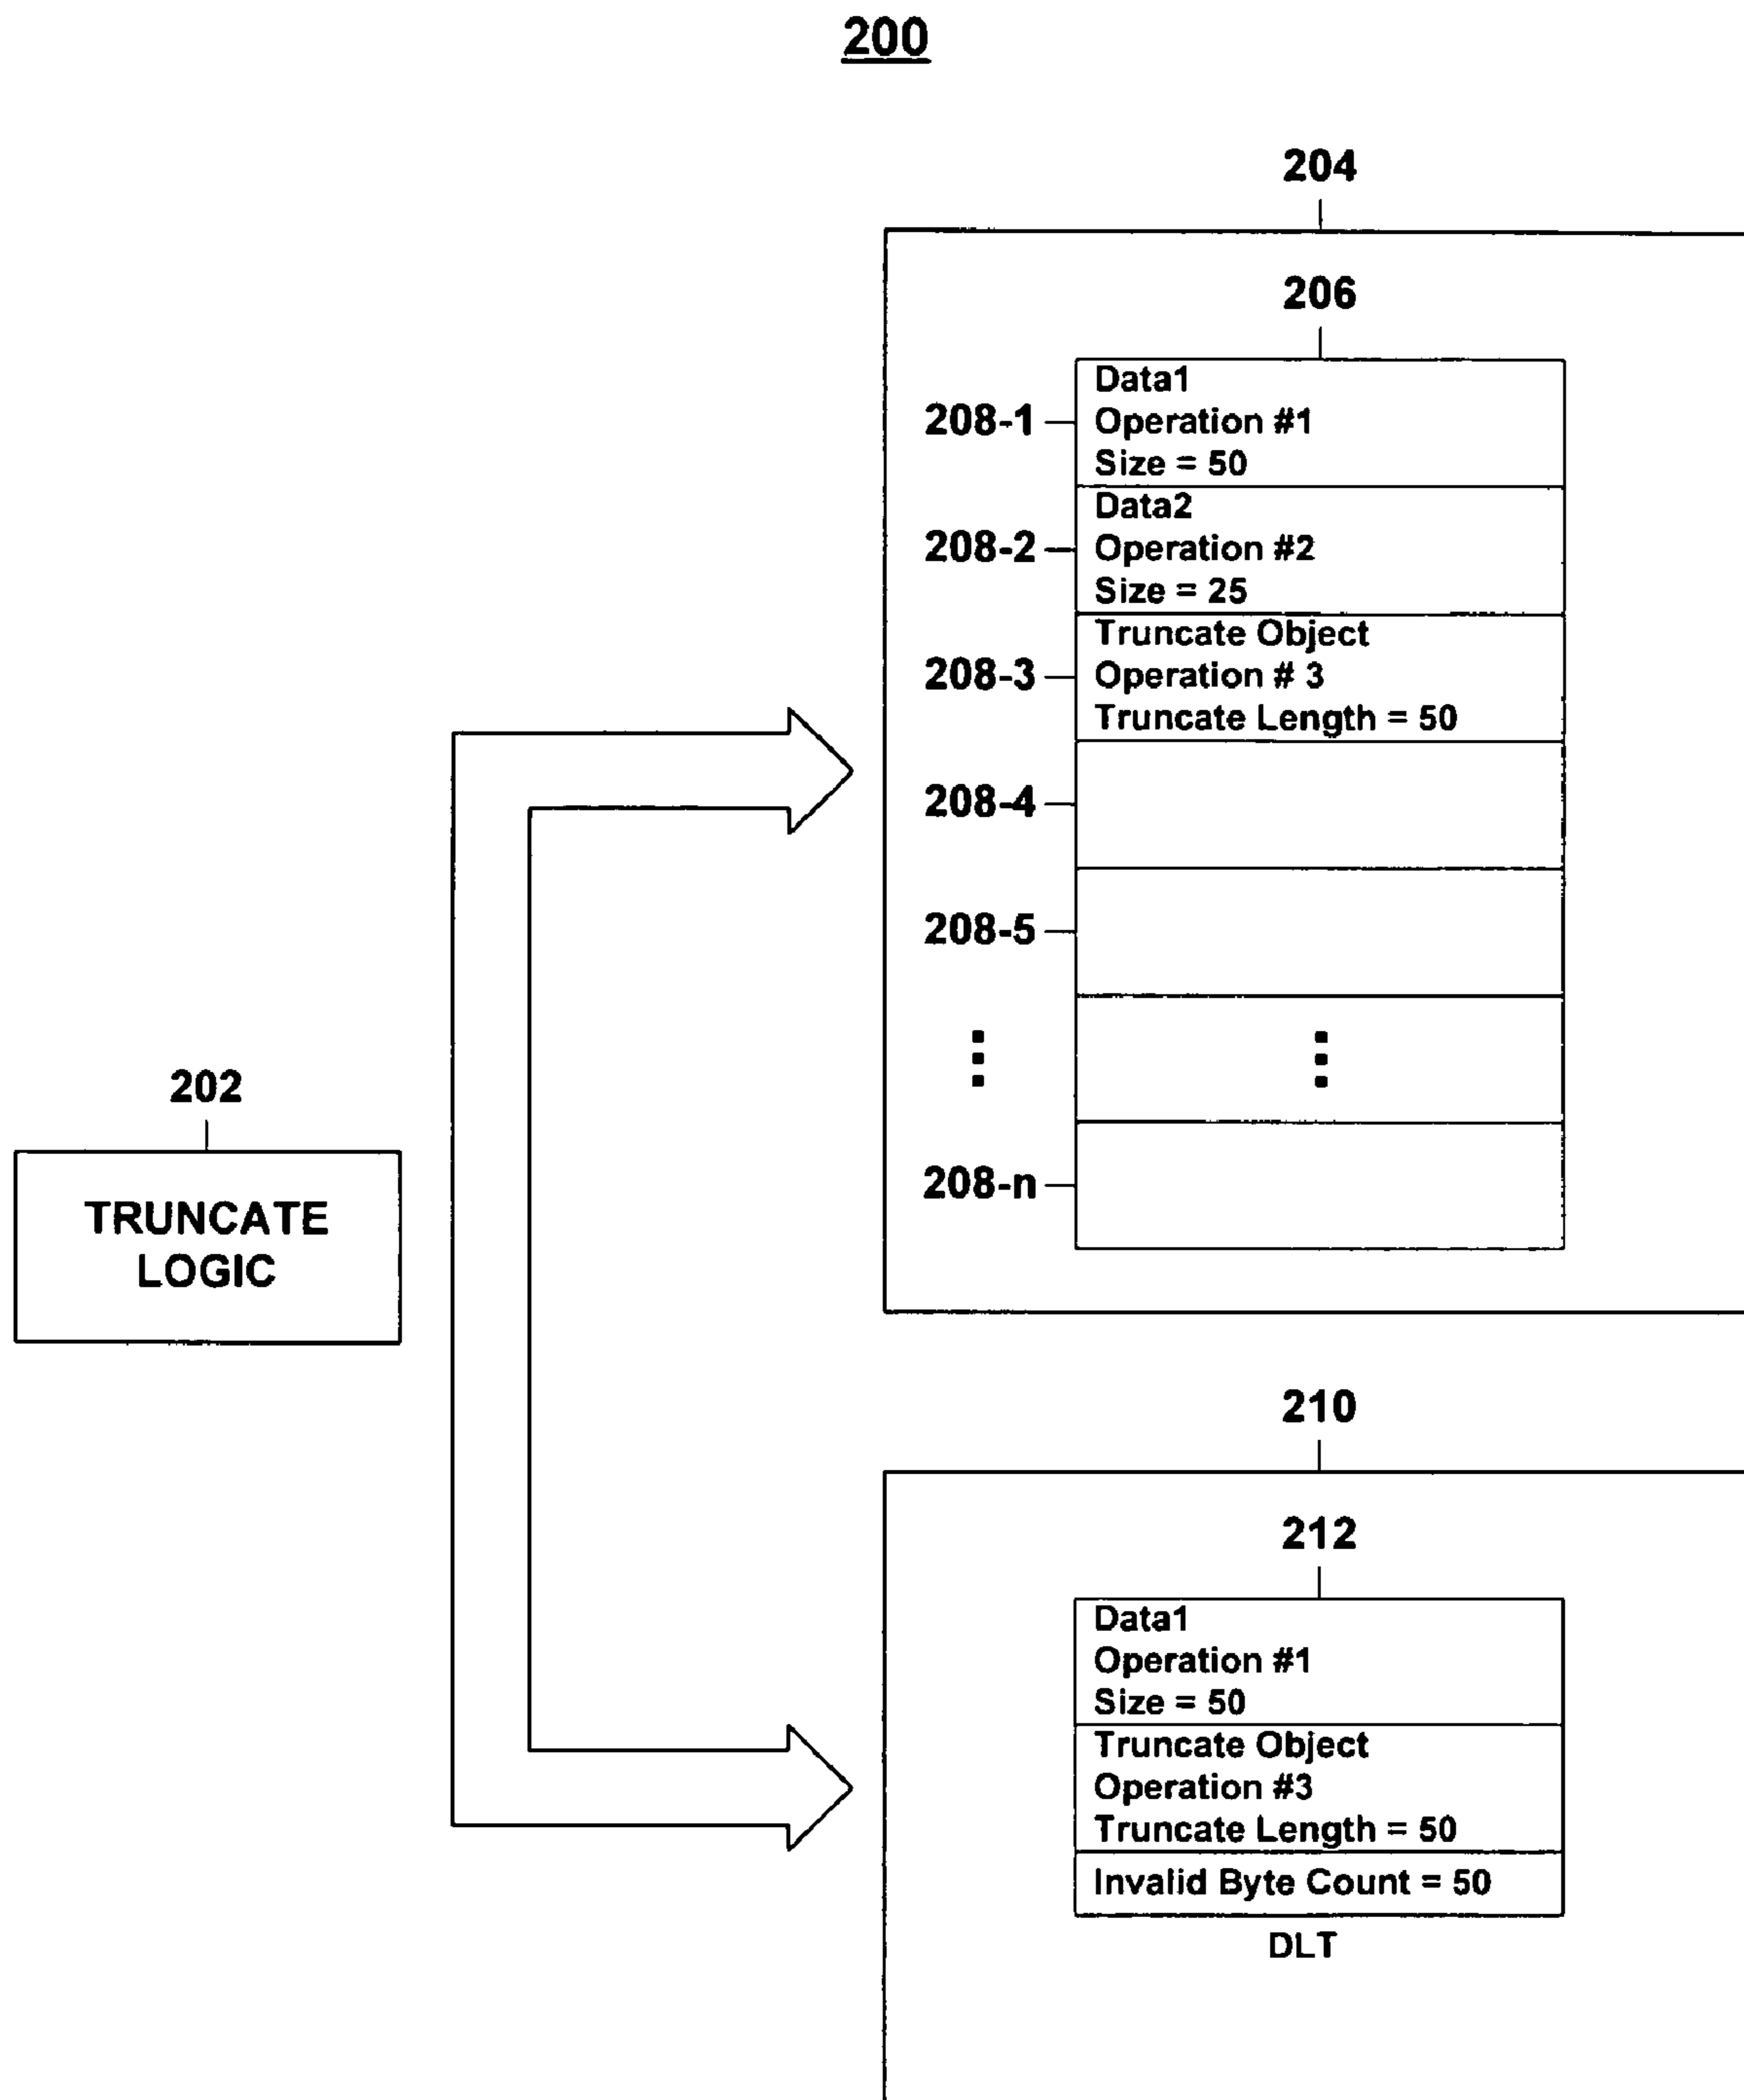 200
204
206
208-1
Data1
Operation #1
Size = 50
208-2
Data2
Operation #2
Size = 25
208-3
Truncate Object
Operation # 3
Truncate Length = 50
208-4
208-5
208-n
202
TRUNCATE
LOGIC
210
212
Data1
Operation #1
Size = 50
Truncate Object
Operation #3
Truncate Length = 50
Invalid Byte Count = 50
DLT